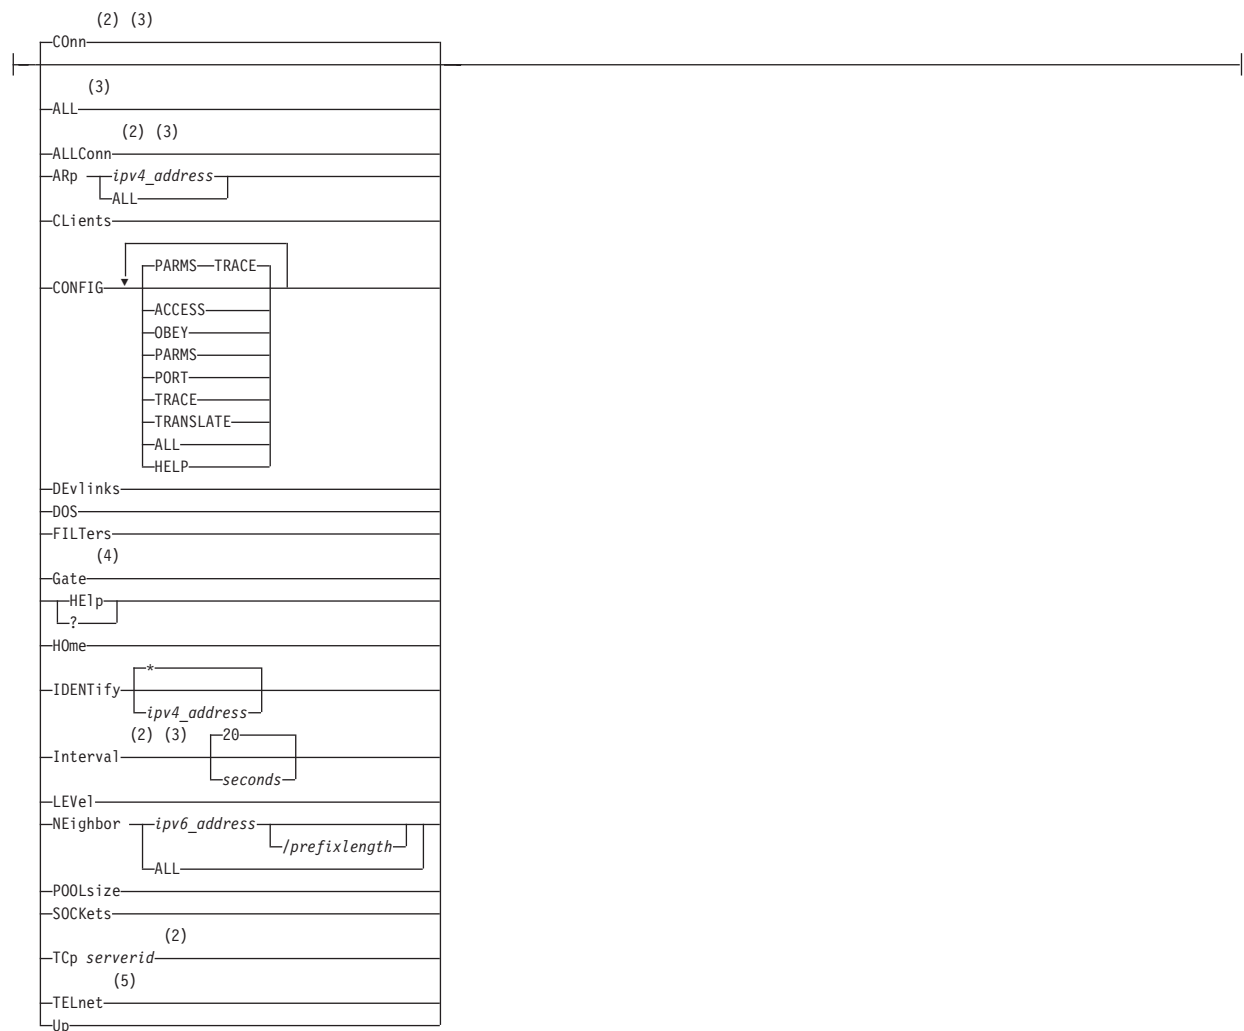 (2) (3)
COnn
(3)
ALL
(2) (3)
ALLConn
ARp ipv4_address
ALL
CLients
PARMS TRACE
CONFIG
ACCESS
OBEY
PARMS
PORT
TRACE
TRANSLATE
ALL
HELP
DEvlinks
DOS
FILTers
(4)
Gate
HElp
?
HOme
*
IDENTify
ipv4_address
(2) (3)
20
Interval
seconds
LEVel
NEighbor ipv6_address
/prefixlength
ALL
POOLsize
SOCKets
(2)
TCp serverid
(5)
TELnet
Up